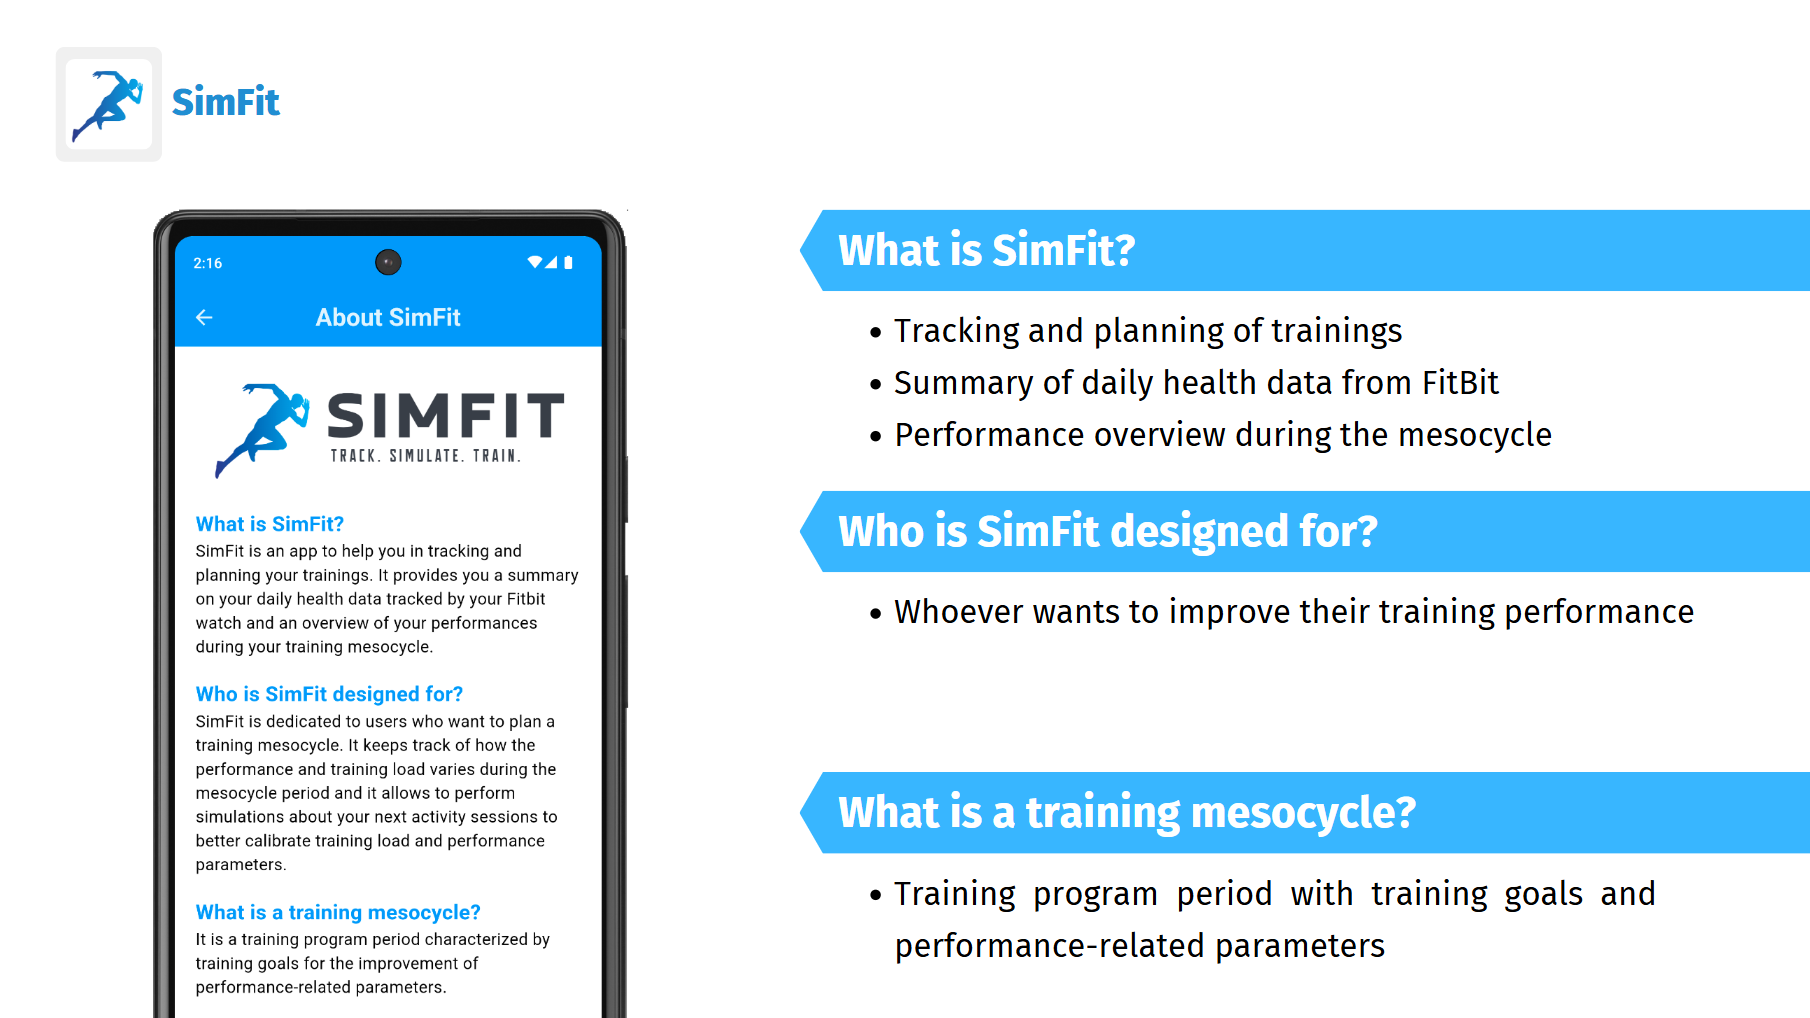 SimFit
2:16
About SimFit
SIMFIT
TRACK. SIMULATE. TRAIN.
What is SimFit?
SimFit is an app to help you in tracking and
planning your trainings. It provides you a summary
on your daily health data tracked by your Fitbit
watch and an overview of your performances
during your training mesocycle.
Who is SimFit designed for?
SimFit is dedicated to users who want to plan a
training mesocycle. It keeps track of how the
performance and training load varies during the
mesocycle period and it allows to perform
simulations about your next activity sessions to
better calibrate training load and performance
parameters.
What is a training mesocycle?
It is a training program period characterized by
training goals for the improvement of
performance-related parameters.
What is SimFit?
• Tracking and planning of trainings
• Summary of daily health data from FitBit
• Performance overview during the mesocycle
Who is SimFit designed for?
• Whoever wants to improve their training performance
What is a training mesocycle?
• Training program period with training goals and
performance-related parameters